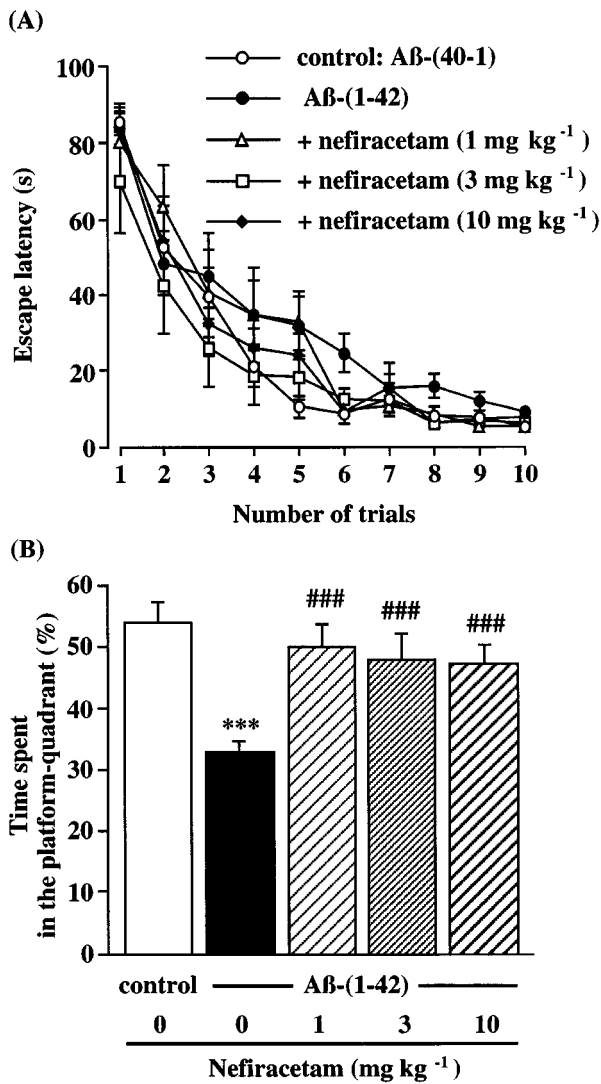 (A)
control: Aß-(40-1)
Aß-(1-42)
+ nefiracetam (1 mg kg -1 )
+ nefiracetam (3 mg kg -1)
+ nefiracetam (10 mg kg -1)
100
80
60
40
20
0
Escape latency (s)
1 2 3 4 5 6 7 8 9 10
Number of trials
(B)
60
50
40
30
20
10
0
Time spent
in the platform-quadrant (%)
***
### ### ###
control Aß-(1-42)
0 0 1 3 10
Nefiracetam (mg kg -1)